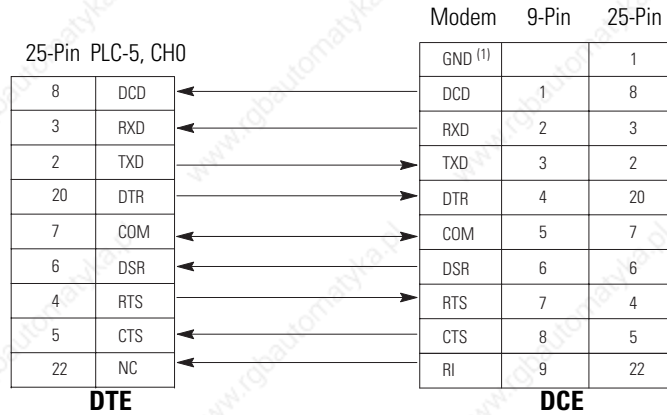 Modem 9-Pin 25-Pin
25-Pin PLC-5, CH0
GND (1) 1
8 DCD DCD 1 8
3 RXD RXD 2 3
2 TXD TXD 3 2
20 DTR DTR 4 20
7 COM COM 5 7
6 DSR DSR 6 6
4 RTS RTS 7 4
5 CTS CTS 8 5
22 NC RI 9 22
DTE DCE
www.rgbautomatyka.pl